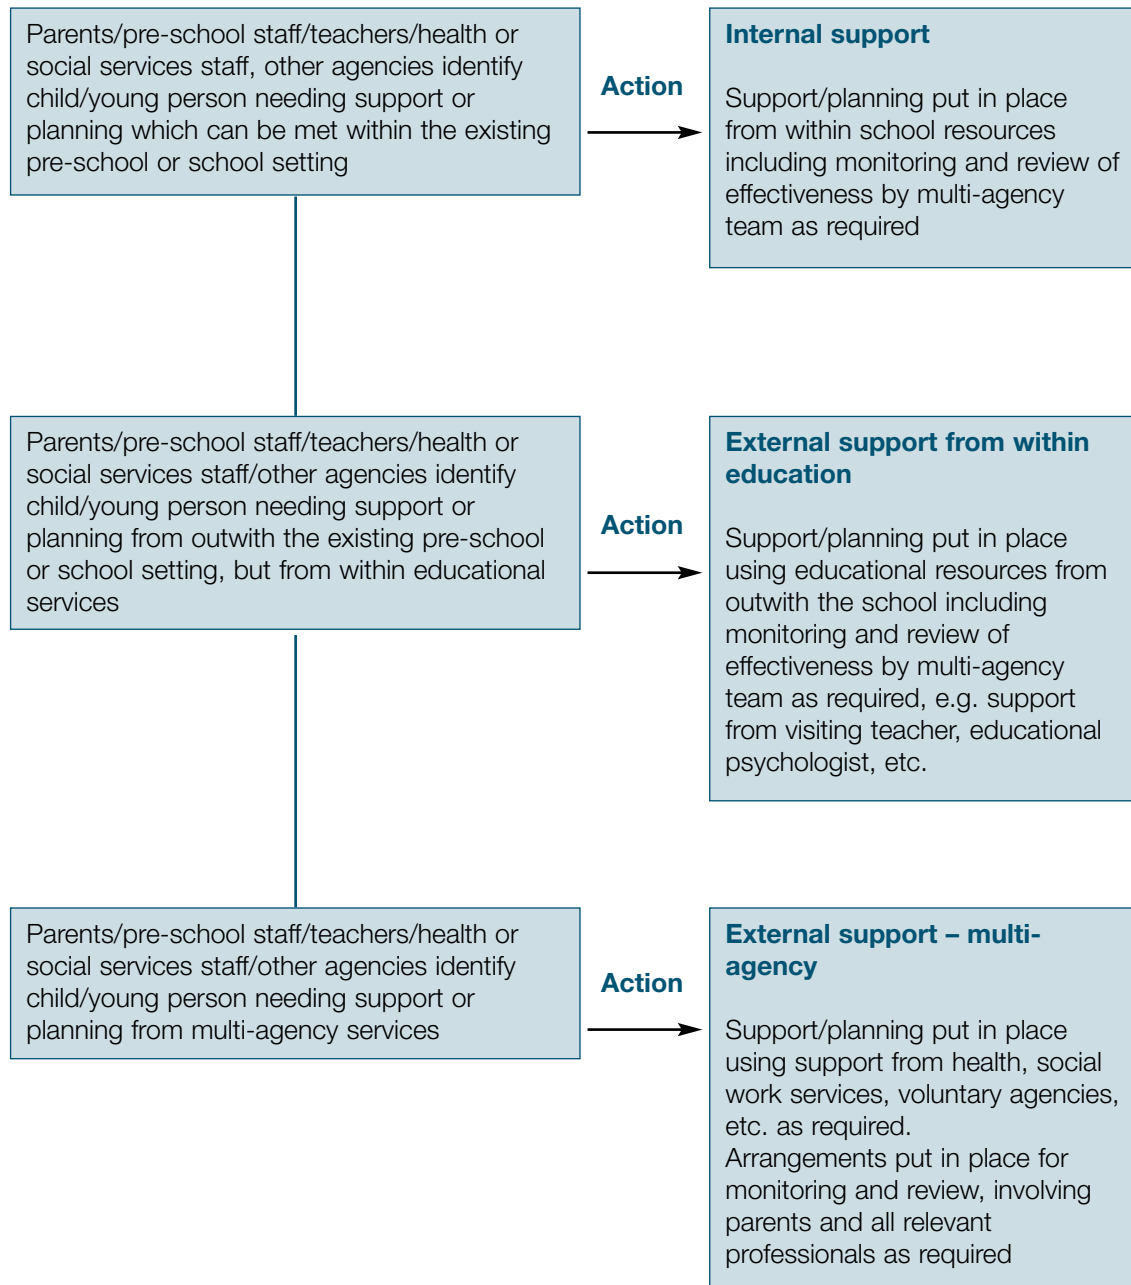 Parents/pre-school staff/teachers/health or
social services staff, other agencies identify
child/young person needing support or
planning which can be met within the existing
pre-school or school setting
Action
Internal support
Support/planning put in place
from within school resources
including monitoring and review of
effectiveness by multi-agency
team as required
Parents/pre-school staff/teachers/health or
social services staff/other agencies identify
child/young person needing support or
planning from outwith the existing pre-school
or school setting, but from within educational
services
Action
External support from within
education
Support/planning put in place
using educational resources from
outwith the school including
monitoring and review of
effectiveness by multi-agency
team as required, e.g. support
from visiting teacher, educational
psychologist, etc.
Parents/pre-school staff/teachers/health or
social services staff/other agencies identify
child/young person needing support or
planning from multi-agency services
Action
External support – multi-
agency
Support/planning put in place
using support from health, social
work services, voluntary agencies,
etc. as required.
Arrangements put in place for
monitoring and review, involving
parents and all relevant
professionals as required